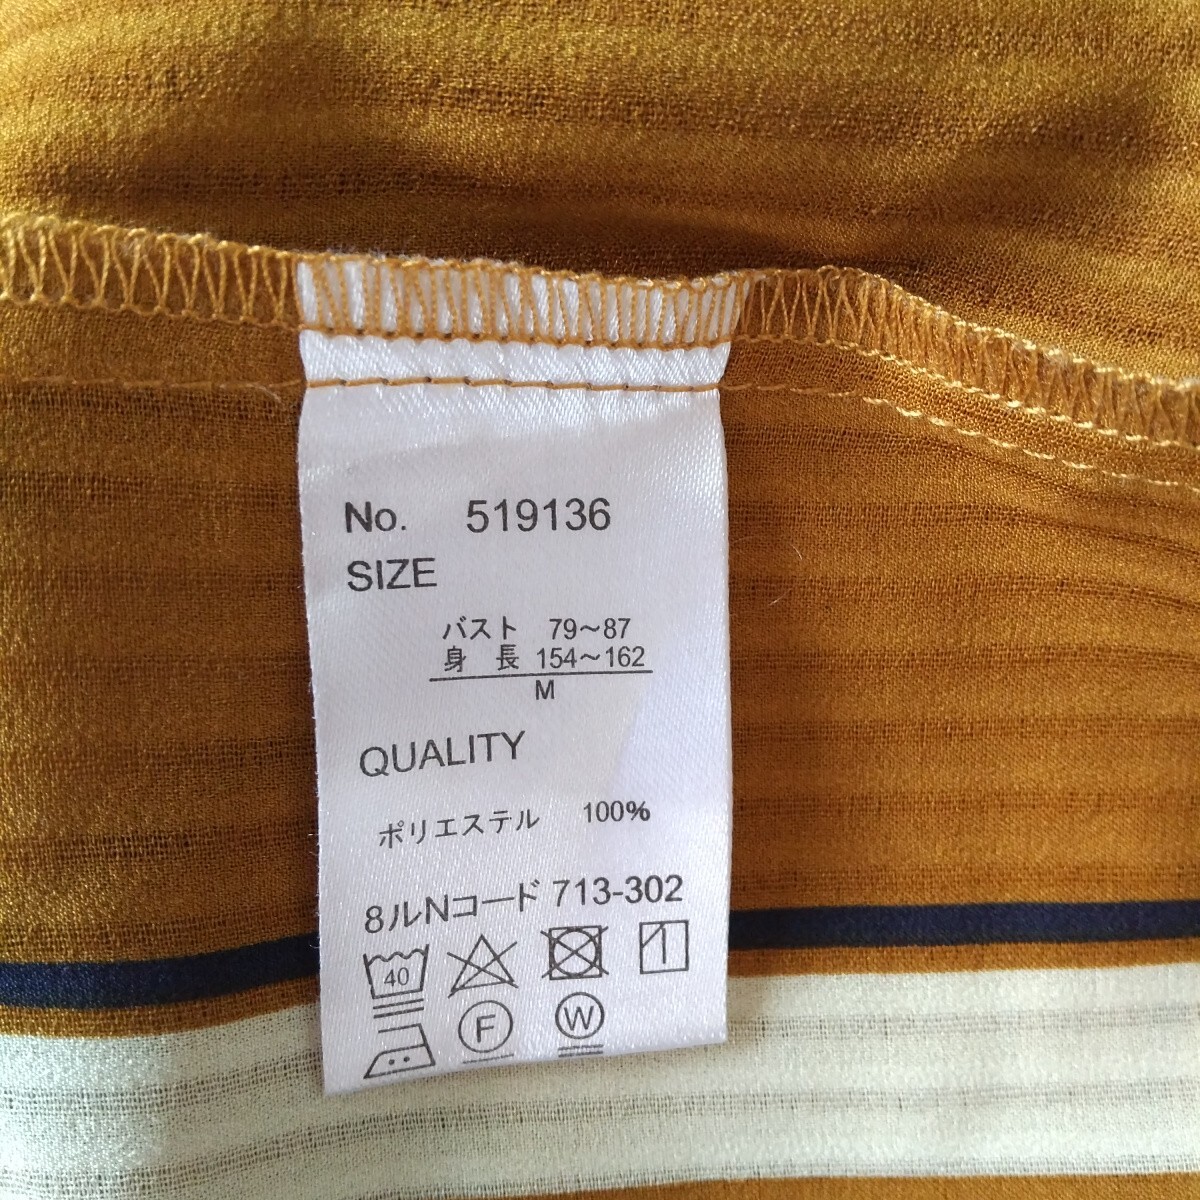 No. 519136
SIZE
バスト 79～87
身 長 154～162
M
QUALITY
ポリエステル 100%
8ルNコード 713-302
40
F W